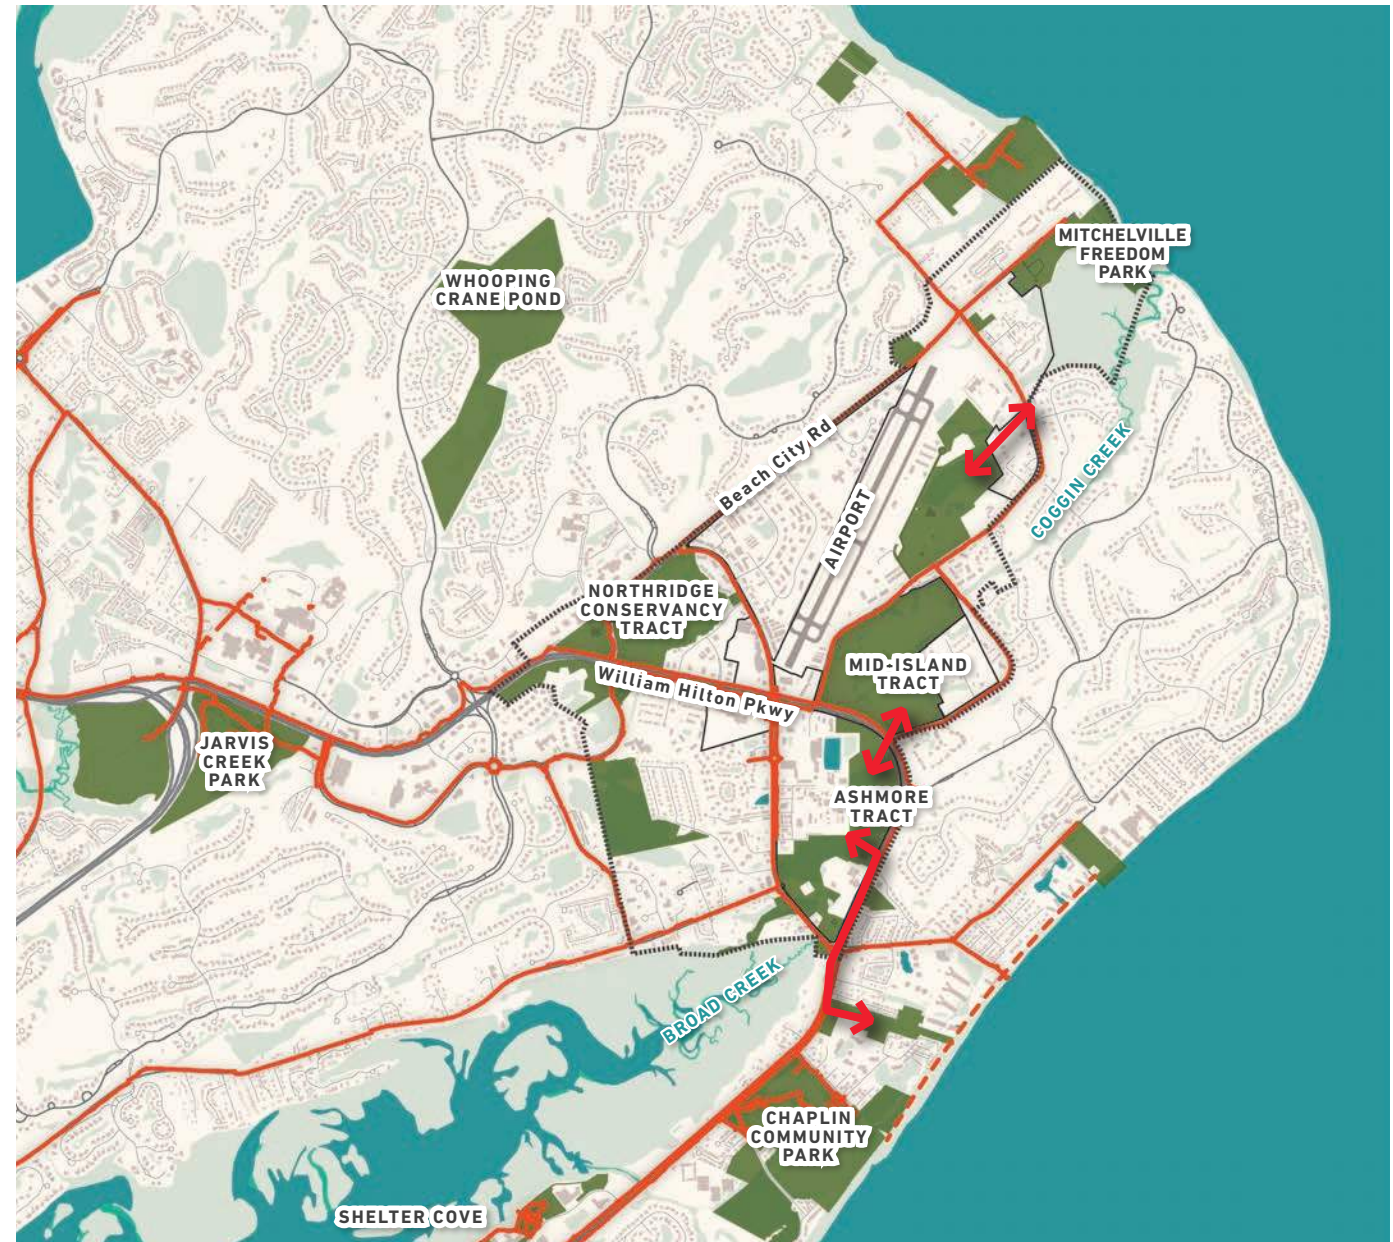 MITCHELVILLE
FREEDOM
PARK
WHOOPING
CRANE POND
Beach City Rd
COGGIN CREEK
AIRPORT
NORTHRIDGE
CONSERVANCY
TRACT
MID-ISLAND
TRACT
William Hilton Pkwy
JARVIS
CREEK
PARK
ASHMORE
TRACT
BROAD CREEK
CHAPLIN
COMMUNITY
PARK
SHELTER COVE